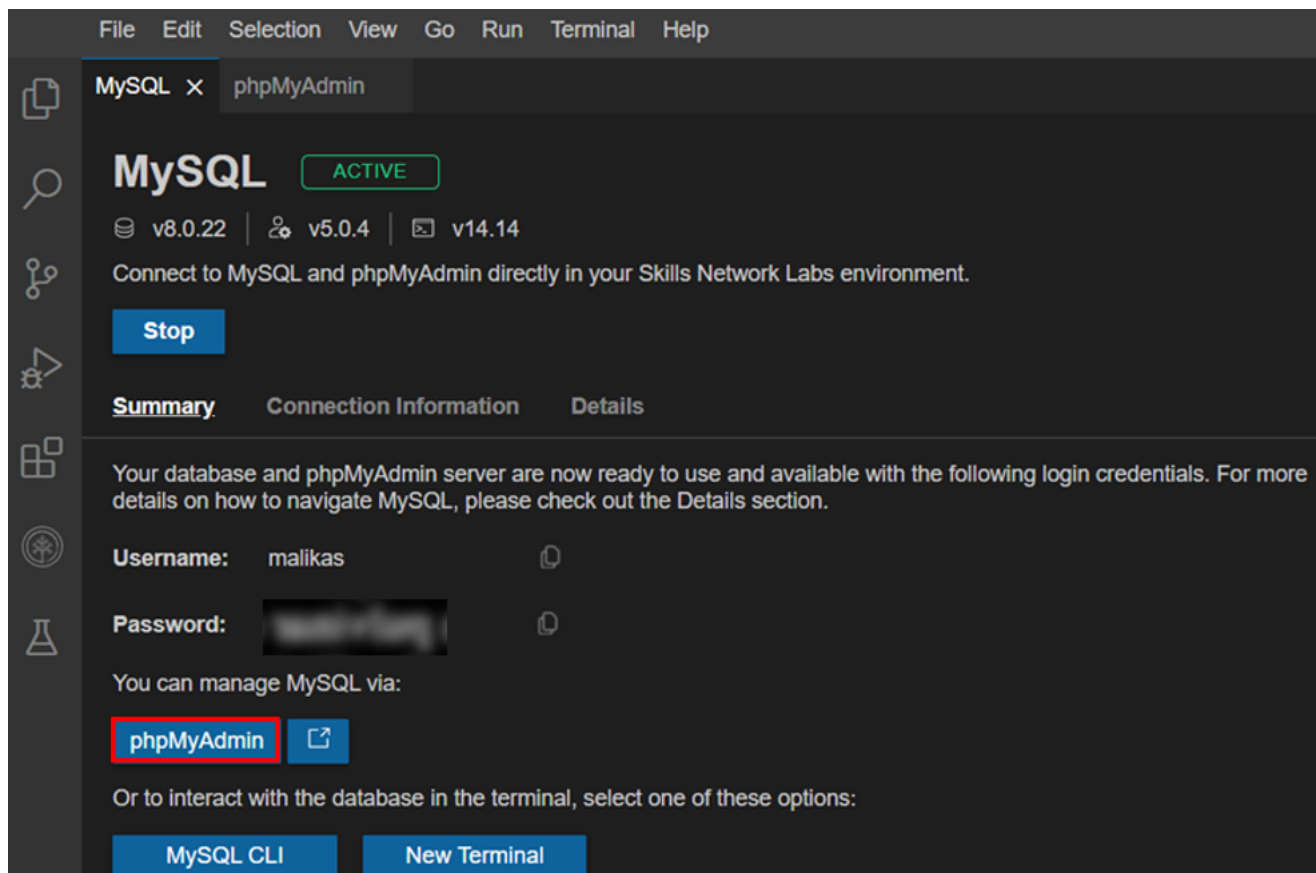 File Edit Selection View Go Run Terminal Help
MySQL phpMyAdmin
MySQL ACTIVE
v8.0.22 v5.0.4 v14.14
Connect to MySQL and phpMyAdmin directly in your Skills Network Labs environment.
Stop
Summary Connection Information Details
Your database and phpMyAdmin server are now ready to use and available with the following login credentials. For more
details on how to navigate MySQL, please check out the Details section.
Username: malikas
Password:
You can manage MySQL via:
phpMyAdmin
Or to interact with the database in the terminal, select one of these options:
MySQL CLI New Terminal